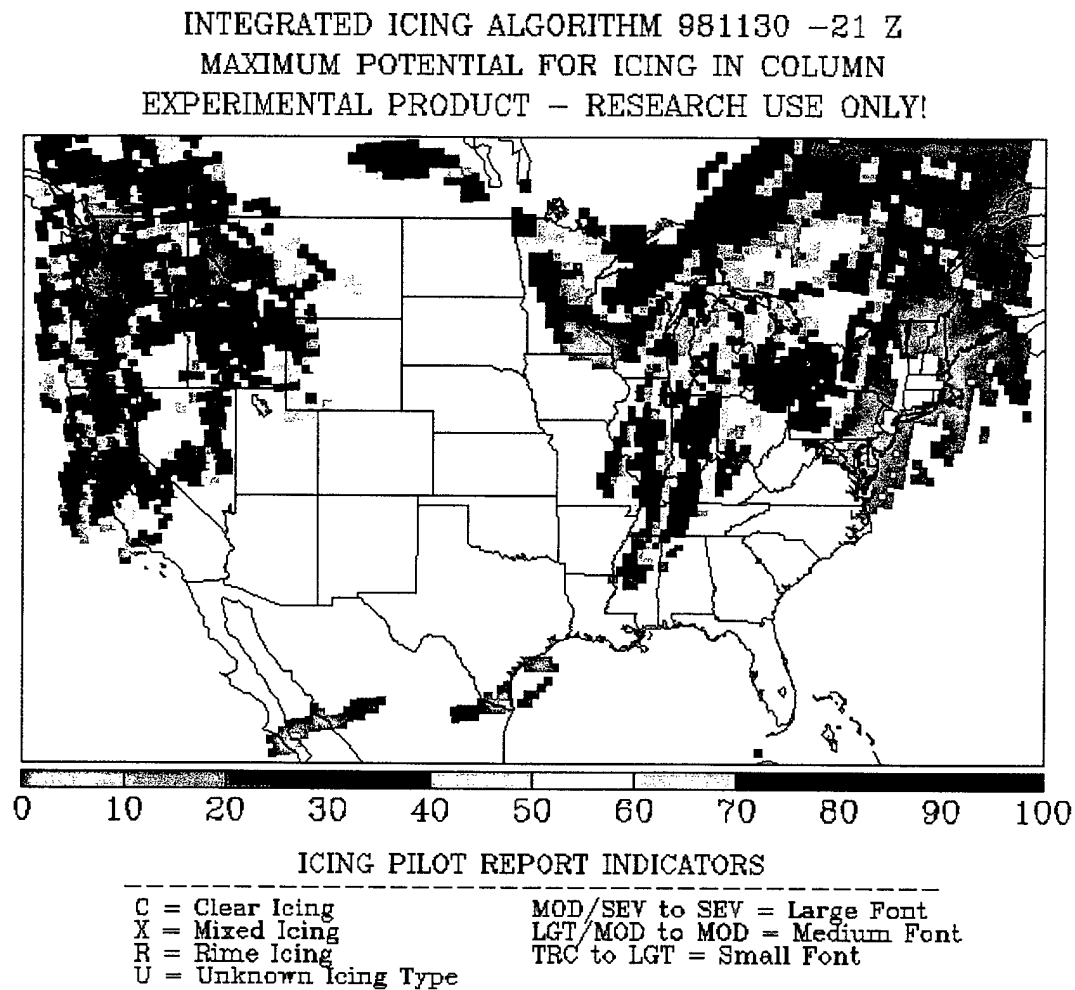 INTEGRATED ICING ALGORITHM 981130 -21 Z
MAXIMUM POTENTIAL FOR ICING IN COLUMN
EXPERIMENTAL PRODUCT - RESEARCH USE ONLY!
0 10 20 30 40 50 60 70 80 90 100
ICING PILOT REPORT INDICATORS
C = Clear Icing
X = Mixed Icing
R = Rime Icing
U = Unknown Icing Type
MOD/SEV to SEV = Large Font
LGT/MOD to MOD = Medium Font
TRC to LGT = Small Font